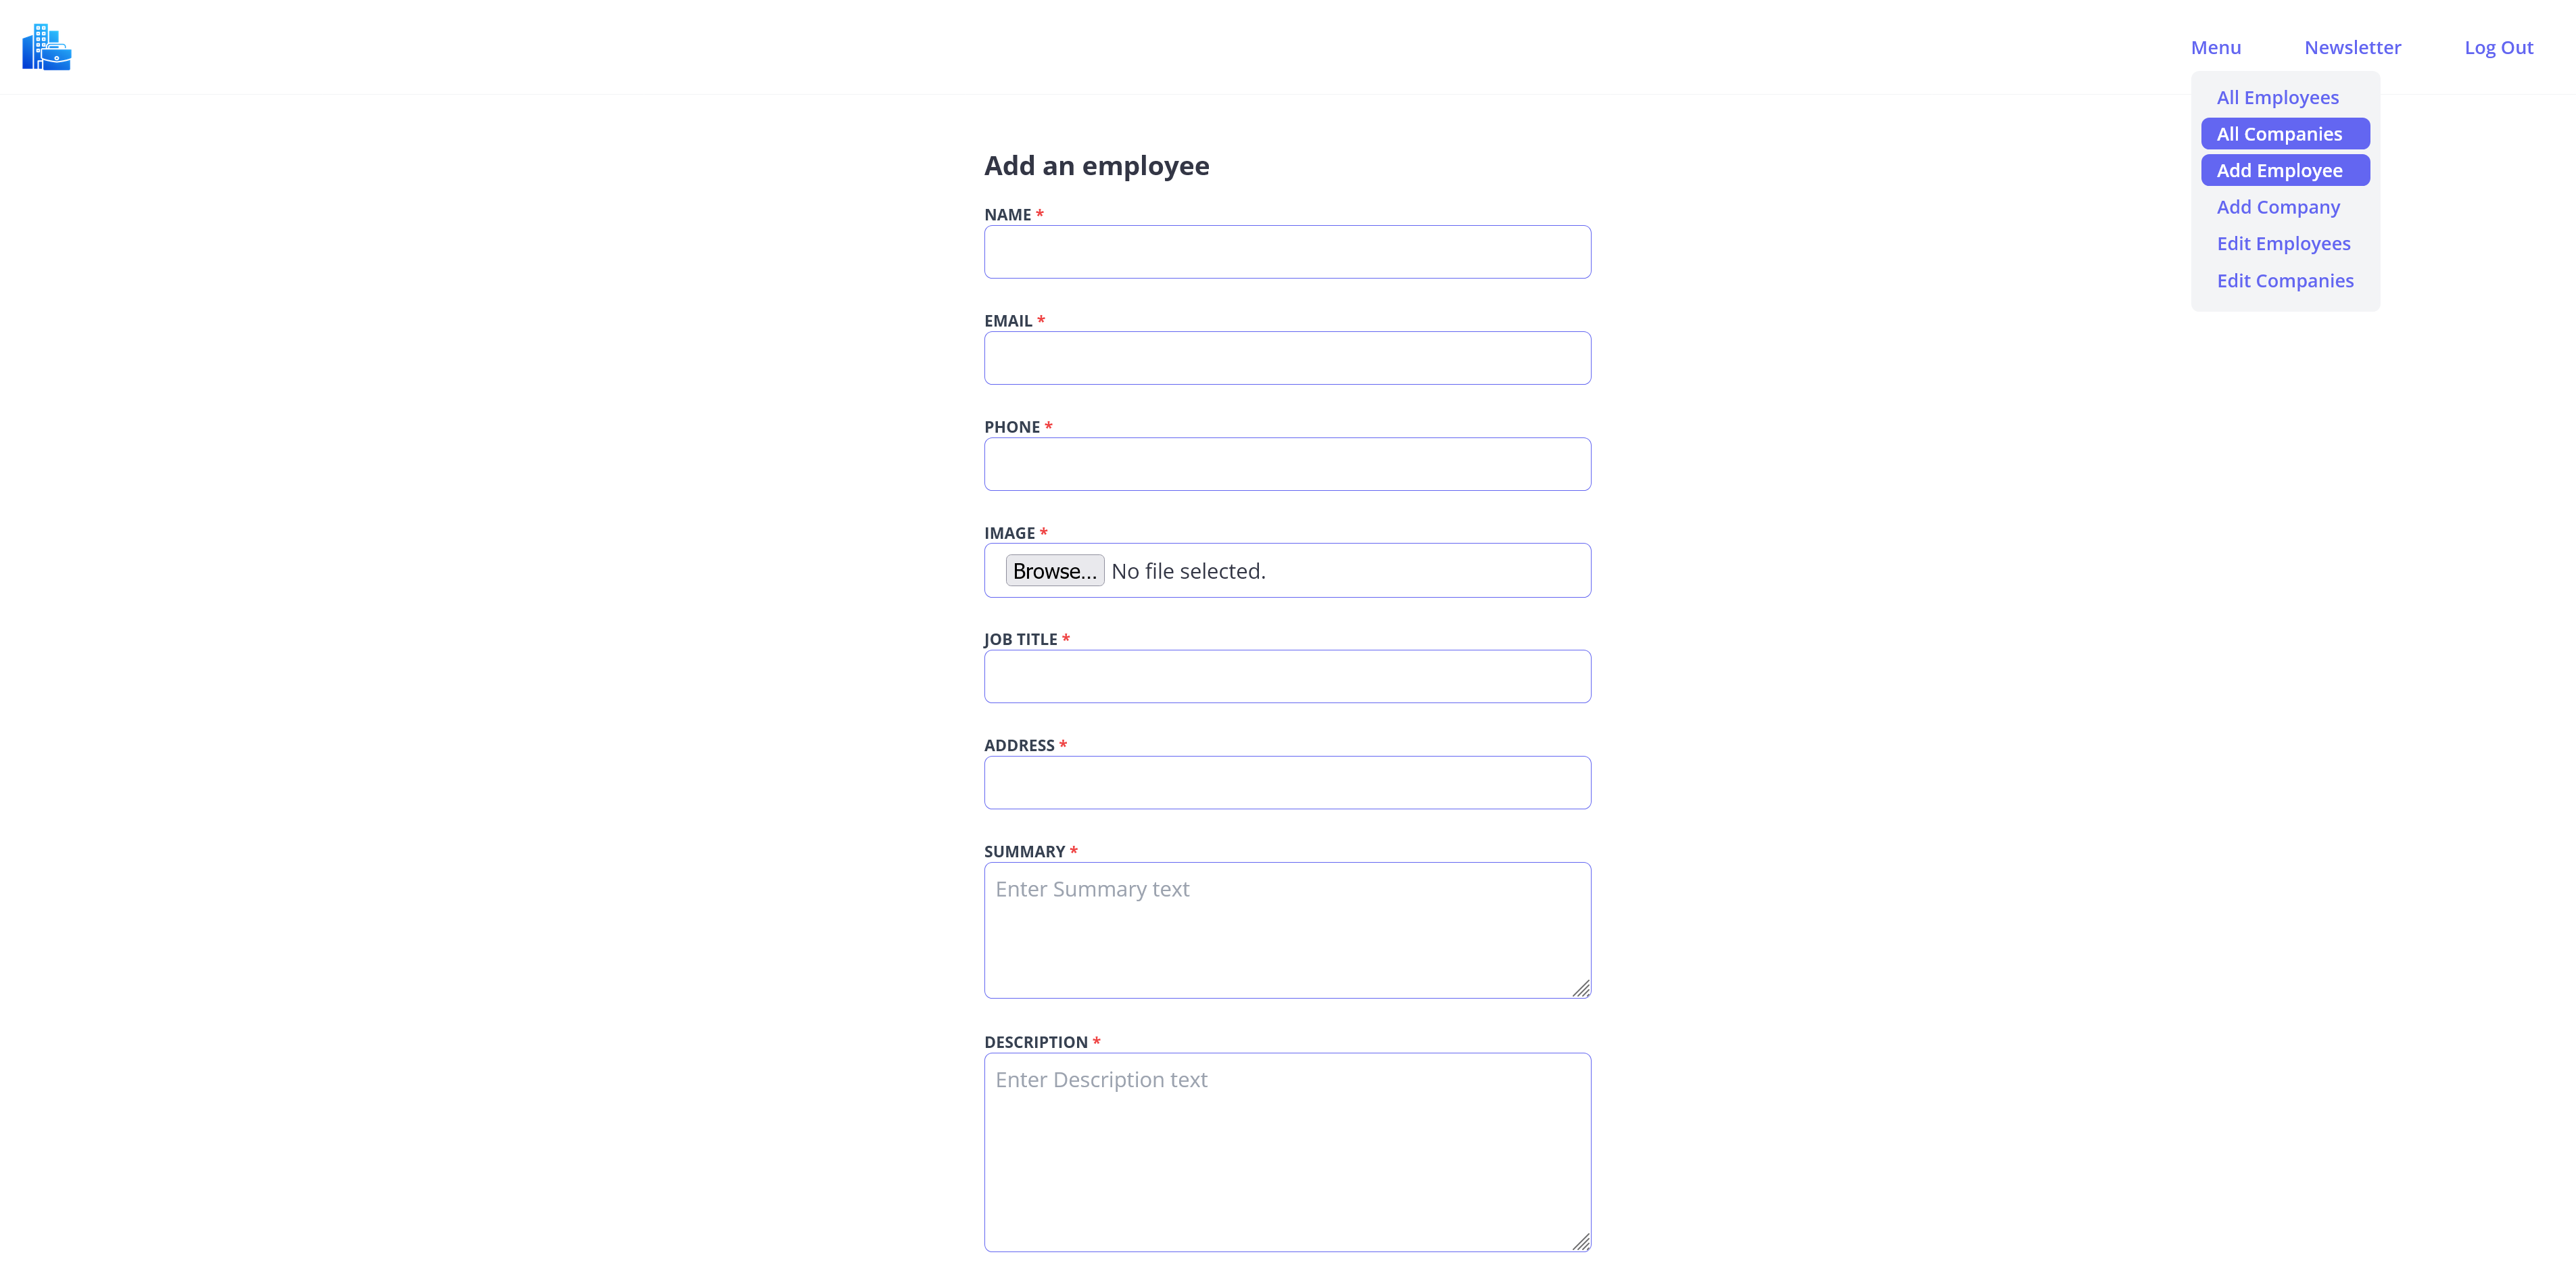 Menu Newsletter Log Out
All Employees
All Companies
Add Employee
Add Company
Edit Employees
Edit Companies
Add an employee
NAME *
EMAIL *
PHONE *
IMAGE *
Browse... No file selected.
JOB TITLE *
ADDRESS *
SUMMARY *
Enter Summary text
DESCRIPTION *
Enter Description text